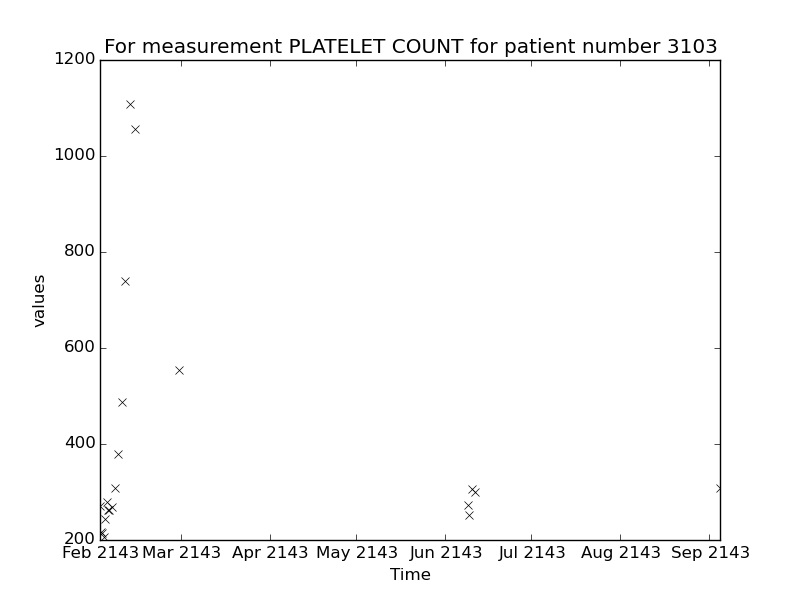 For measurement PLATELET COUNT for patient number 3103
1200
1000
800
600
400
200
values
Feb 2143 Mar 2143 Apr 2143 May 2143 Jun 2143 Jul 2143 Aug 2143 Sep 2143
Time